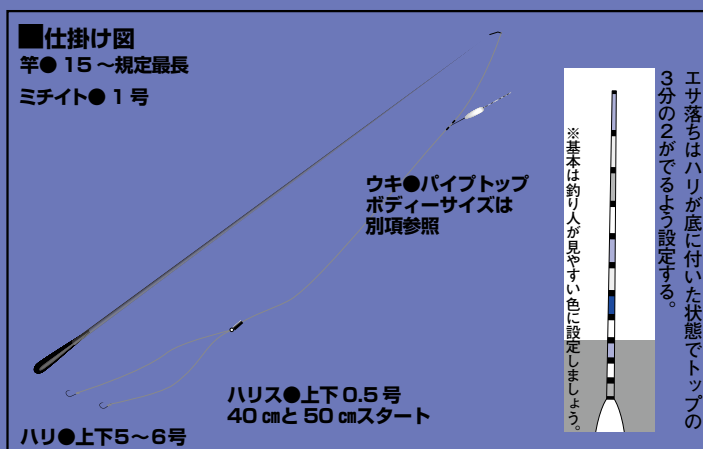 ■仕掛け図
竿●15～規定最長
ミチイト●1号
ウキ●パイプトップ
ボディーサイズは
別項参照
ハリス●上下0.5号
40㎝と50㎝スタート
ハリ●上下5～6号
エサ落ちはハリが底に付いた状態でトップの
3分の2がでるよう設定する。
※基本は釣り人が見やすい色に設定しましょう。